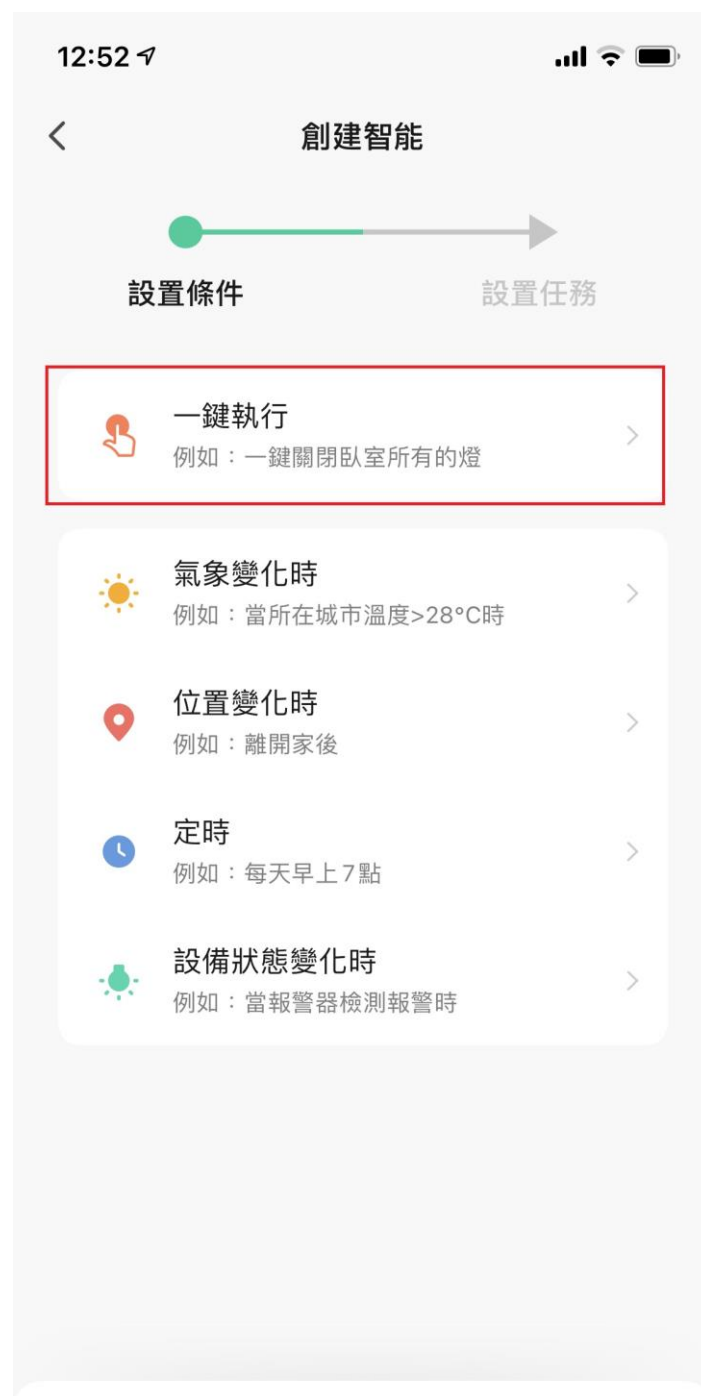 12:52
創建智能
設置條件
設置任務
一鍵執行
例如：一鍵關閉臥室所有的燈
氣象變化時
例如：當所在城市溫度>28°C時
位置變化時
例如：離開家後
定時
例如：每天早上7點
設備狀態變化時
例如：當報警器檢測報警時